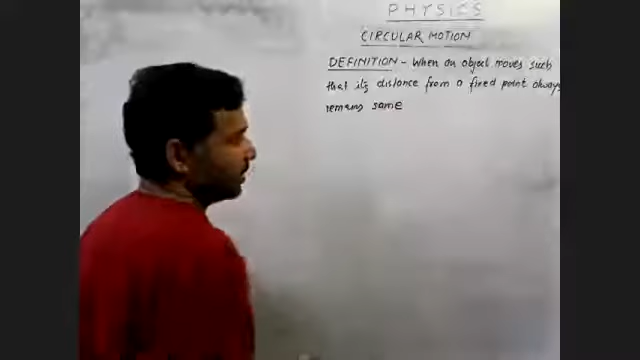 PHYSICS
CIRCULAR MOTION
DEFINITION - When an object moves such
that its distance from a fixed point always
remains same